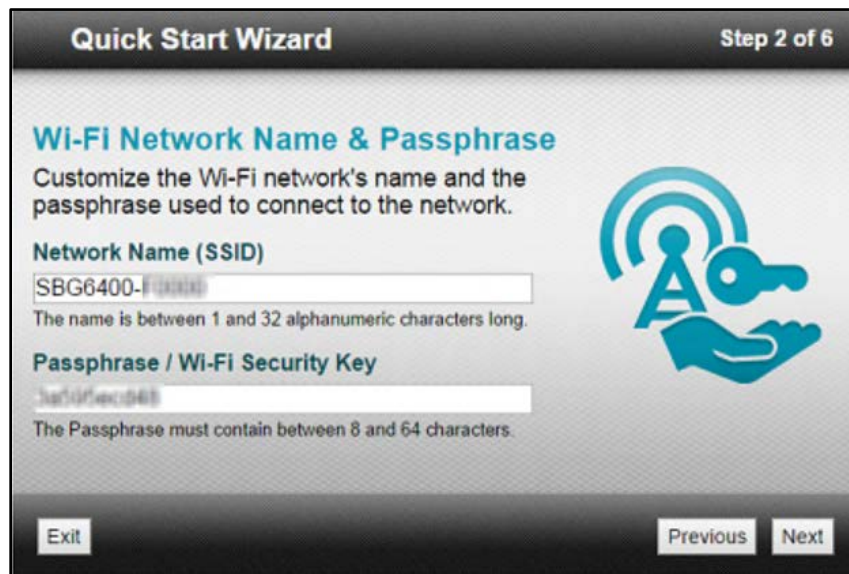 Quick Start Wizard
Step 2 of 6
Wi-Fi Network Name & Passphrase
Customize the Wi-Fi network's name and the
passphrase used to connect to the network.
Network Name (SSID)
SBG6400-
The name is between 1 and 32 alphanumeric characters long.
Passphrase / Wi-Fi Security Key
The Passphrase must contain between 8 and 64 characters.
Exit
Previous
Next